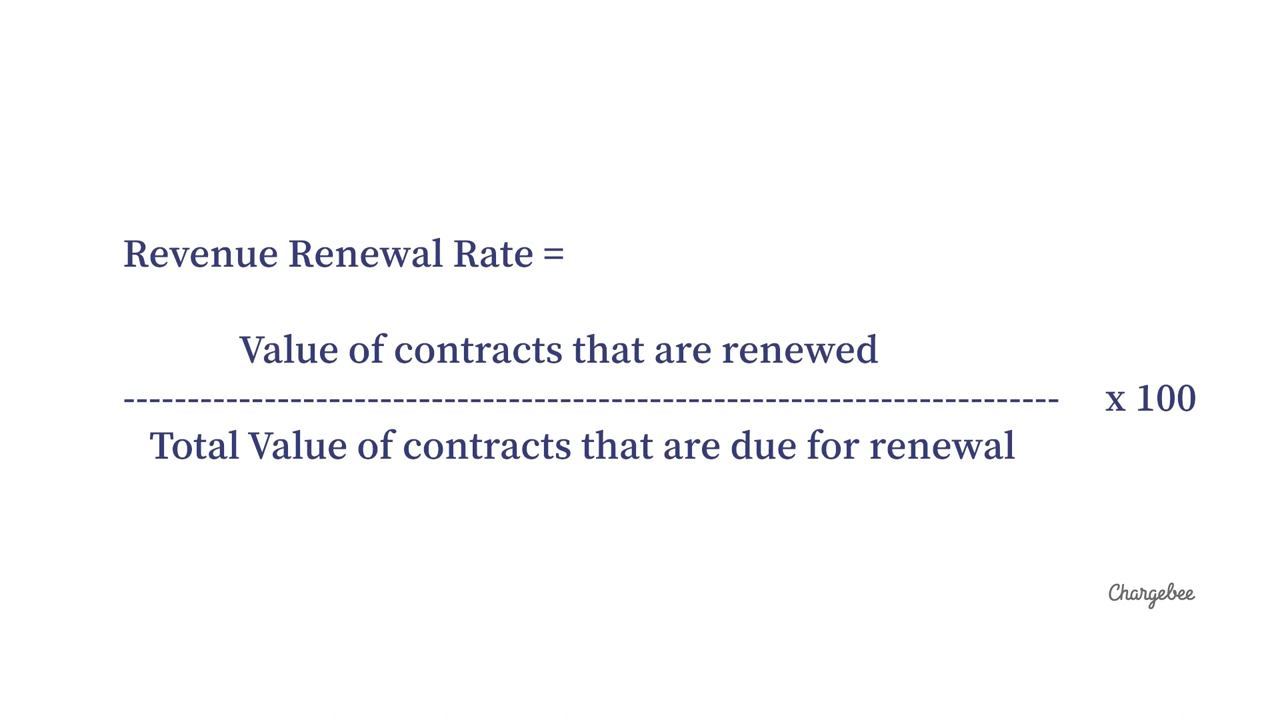 Revenue Renewal Rate =
Value of contracts that are renewed
------------------------------------------------------------------------- x 100
Total Value of contracts that are due for renewal
Chargebee